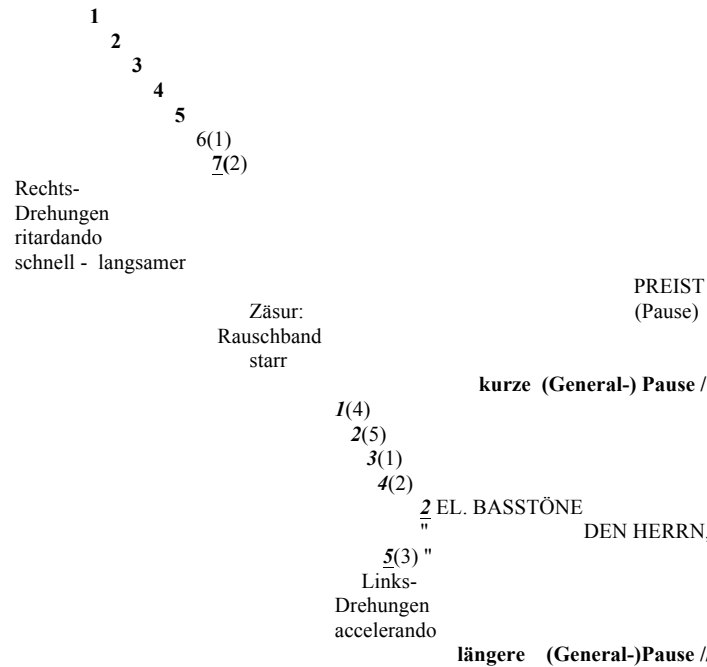 1
2
3
4
5
6(1)
7(2)
Rechts-
Drehungen
ritardando
schnell - langsamer
PREIST
Zäsur: (Pause)
Rauschband
starr
kurze (General-) Pause /
1(4)
2(5)
3(1)
4(2)
2 EL. BASSTÖNE
" DEN HERRN,
5(3) "
Links-
Drehungen
accelerando
längere (General-)Pause //